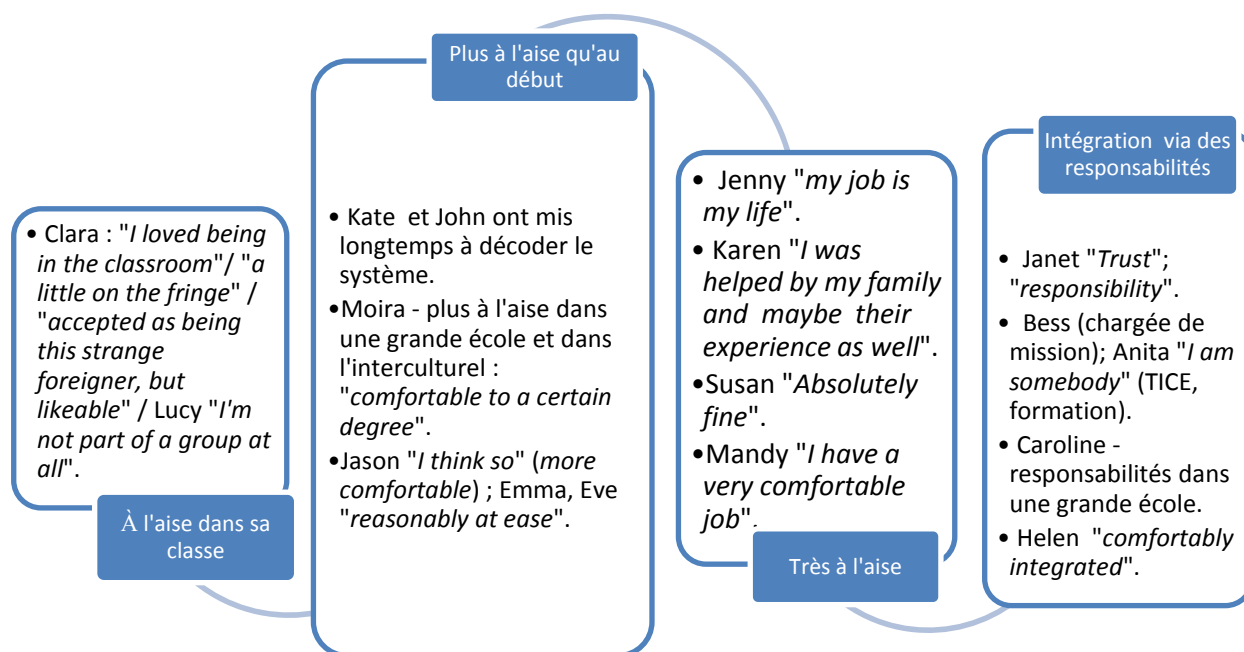 • Clara : "I loved being
in the classroom"/ "a
little on the fringe" /
"accepted as being
this strange
foreigner, but
likeable" / Lucy "I'm
not part of a group at
all".
À l'aise dans sa
classe
Plus à l'aise qu'au
début
• Kate et John ont mis
longtemps à décoder le
système.
•Moira - plus à l'aise dans
une grande école et dans
l'interculturel :
"comfortable to a certain
degree".
•Jason "I think so" (more
comfortable) ; Emma, Eve
"reasonably at ease".
• Jenny "my job is
my life".
• Karen "I was
helped by my family
and maybe their
experience as well".
•Susan "Absolutely
fine".
•Mandy "I have a
very comfortable
job".
Très à l'aise
Intégration via des
responsabilités
• Janet "Trust";
"responsibility".
• Bess (chargée de
mission); Anita "I am
somebody" (TICE,
formation).
• Caroline -
responsabilités dans
une grande école.
• Helen "comfortably
integrated".